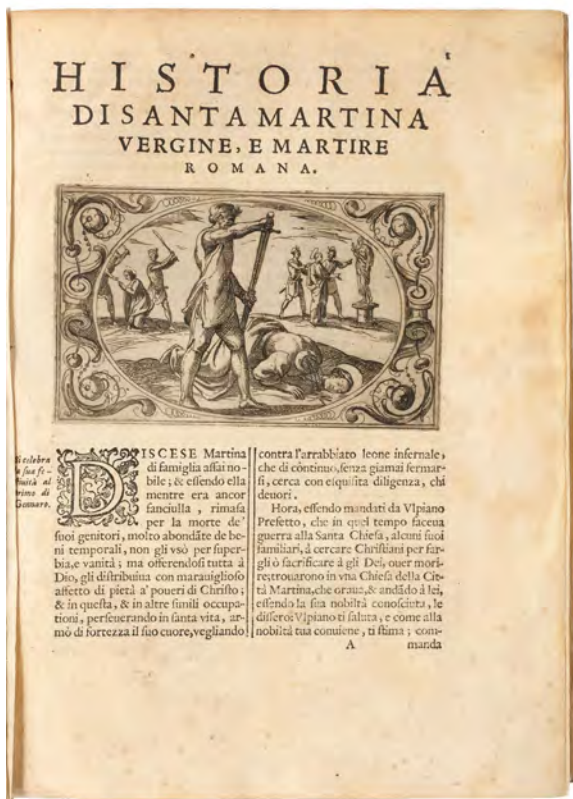 HISTORIA
DI SANTA MARTINA
VERGINE, E MARTIRE
ROMANA.
Si celebra
la sua fe-
stiuità al
primo di
Gennaro.
DISCESE Martina
di famiglia assai no-
bile; & essendo ella
mentre era ancor
fanciulla, rimasa
per la morte de'
suoi genitori, molto abondãte de be-
ni temporali, non gli vsò per super-
bia, e vanità; ma offerendosi tutta à
Dio, gli distribuiua con marauiglioso
affetto di pietà a' poueri di Christo;
& in questa, & in altre simili occupa-
tioni, perseuerando in santa vita, ar-
mò di fortezza il suo cuore, vegliando
contra l'arrabbiato leone infernale,
che di cõtinuo, senza giamai fermar-
si, cerca con esquisita diligenza, chi
deuori.
Hora, essendo mandati da Vlpiano
Prefetto, che in quel tempo faceua
guerra alla Santa Chiesa, alcuni suoi
familiari, à cercare Christiani per far-
gli ò sacrificare à gli Dei, ouer mori-
re, trouarono in vna Chiesa della Cit-
tà Martina, che oraua, & andãdo à lei,
essendo la sua nobiltà conosciuta, le
dissero: Vlpiano ti saluta, e come alla
nobiltà tua conuiene, ti stima; com-
A manda